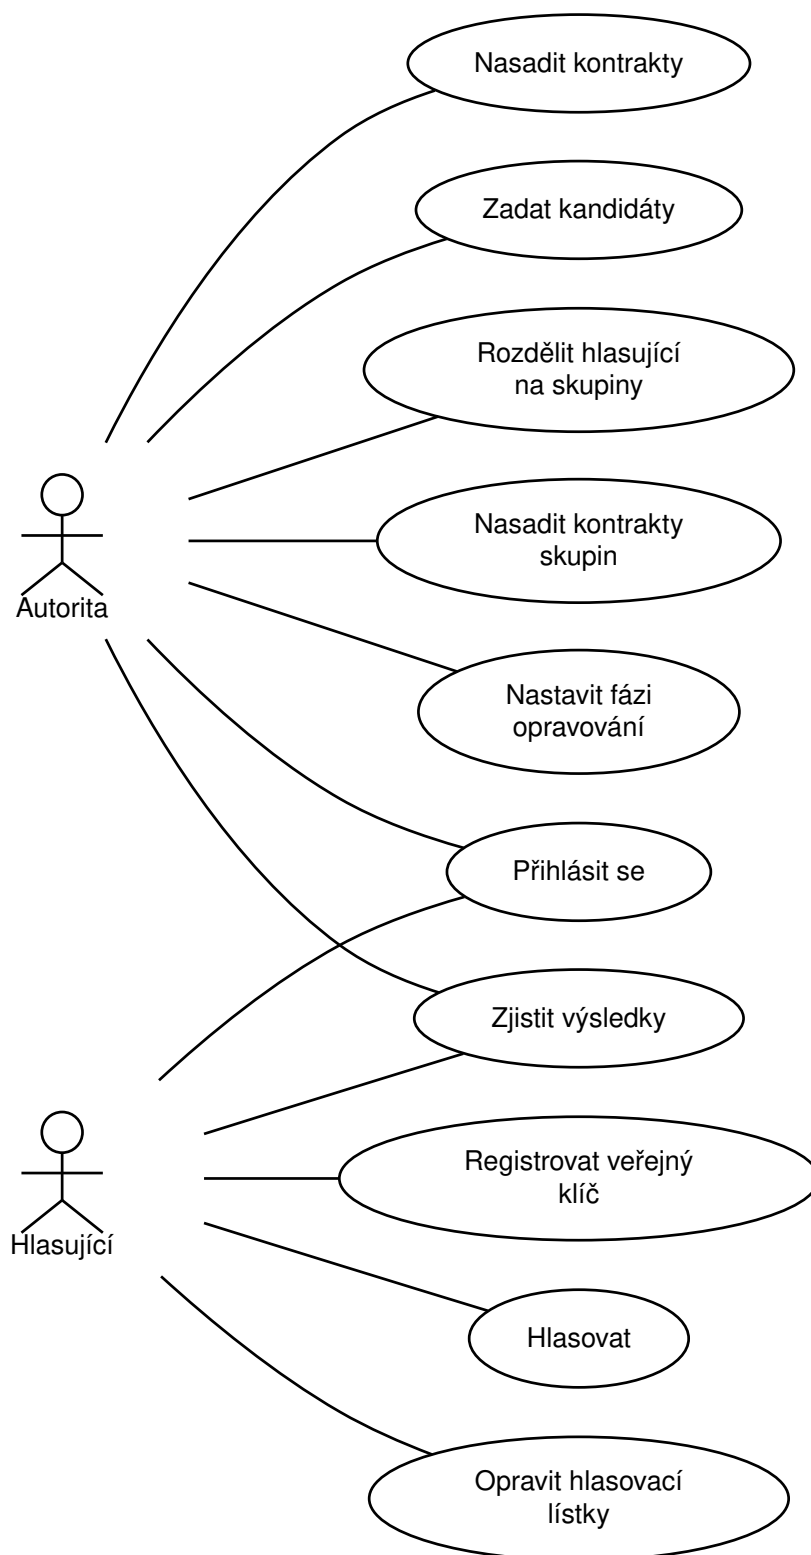 Nasadit kontrakty
Zadat kandidáty
Rozdělit hlasující
na skupiny
Nasadit kontrakty
skupin
Autorita
Nastavit fázi
opravování
Přihlásit se
Zjistit výsledky
Registrovat veřejný
klíč
Hlasující
Hlasovat
Opravit hlasovací
lístky